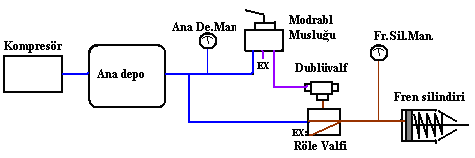 Kompresör
Ana depo
Ana De.Man
Modrabl
Musluğu
EX
Dublüvalf
EX
Röle Valfi
Fr.Sil.Man.
Fren silindiri